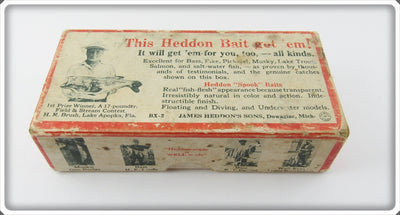 This Heddon Bait got 'em!
It will get 'em for you, too, — all kinds.
Excellent for Bass, Pike, Pickerel, Musky, Lake Trout,
Salmon, and salt-water fish, — as proven by thous-
ands of testimonials, and the genuine catches
shown on this box.
Heddon "Spook" Baits
Real "fish-flesh" appearance because transparent.
Irresistibly natural in color and action. Inde-
structible finish.
Floating and Diving, and Under-water models.
1st Prize Winner, A 17-pounder,
Field & Stream Contest
H. R. Brush, Lake Apopka, Fla.
BX-2 JAMES HEDDON'S SONS, Dowagiac, Mich.